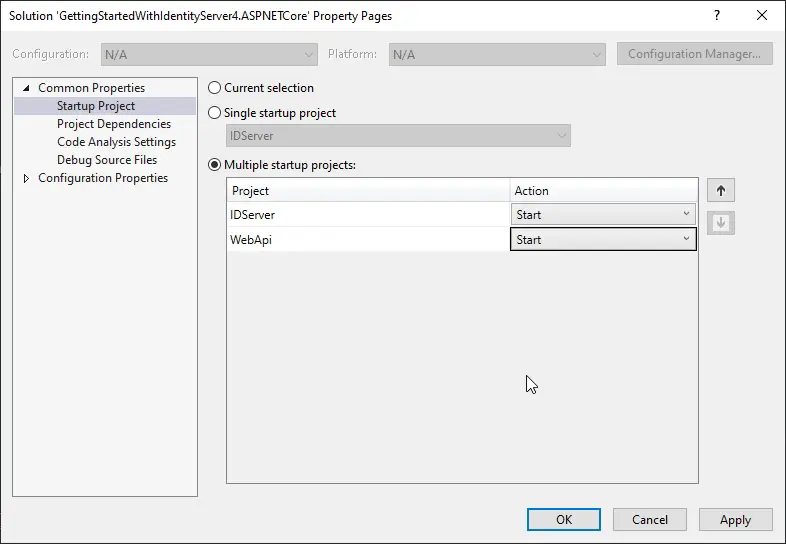 Solution 'GettingStartedWithIdentityServer4.ASPNETCore' Property Pages
Configuration: N/A Platform: N/A Configuration Manager...
Common Properties
Startup Project
Project Dependencies
Code Analysis Settings
Debug Source Files
Configuration Properties
Current selection
Single startup project
IDServer
Multiple startup projects:
Project Action
IDServer Start
WebApi Start
OK Cancel Apply